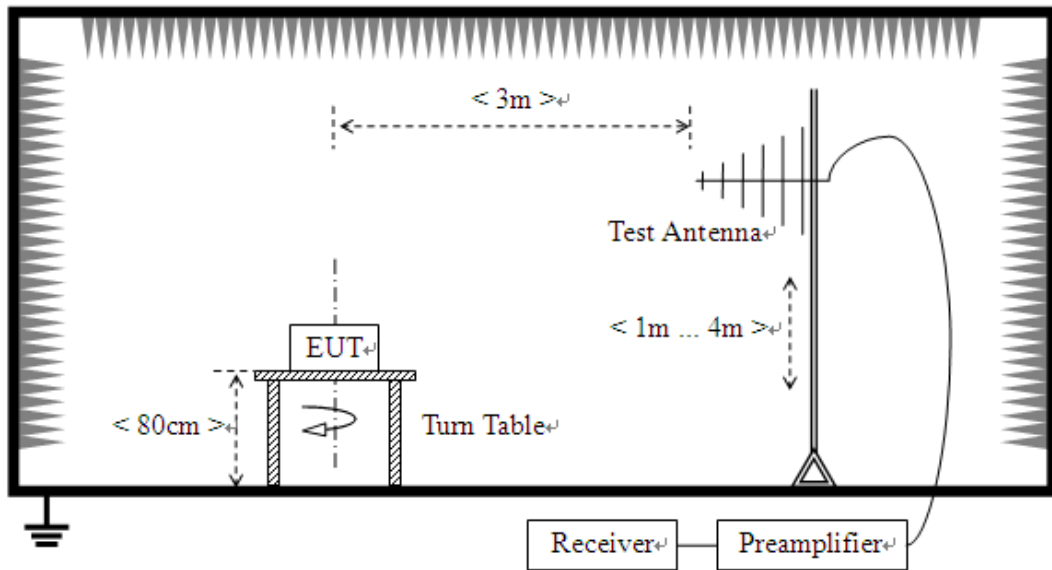 < 3m >↵
Test Antenna↵
< 1m ... 4m >↵
EUT↵
< 80cm >↵
Turn Table↵
Receiver↵
Preamplifier↵